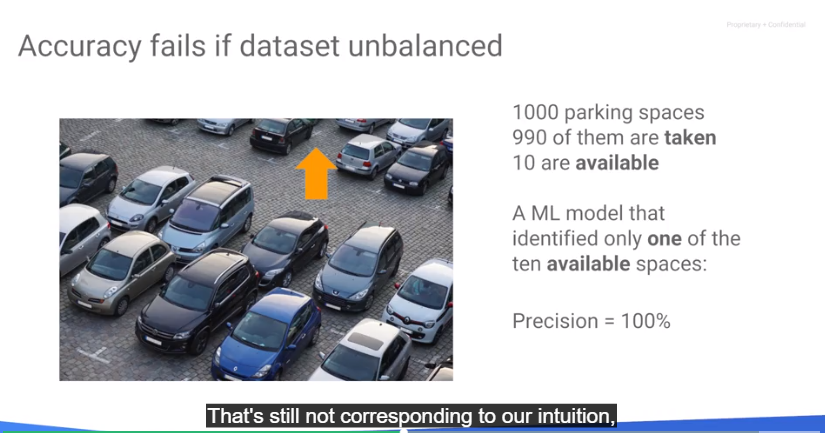 Proprietary + Confidential
Accuracy fails if dataset unbalanced
1000 parking spaces
990 of them are taken
10 are available
A ML model that
identified only one of the
ten available spaces:
Precision = 100%
That's still not corresponding to our intuition,